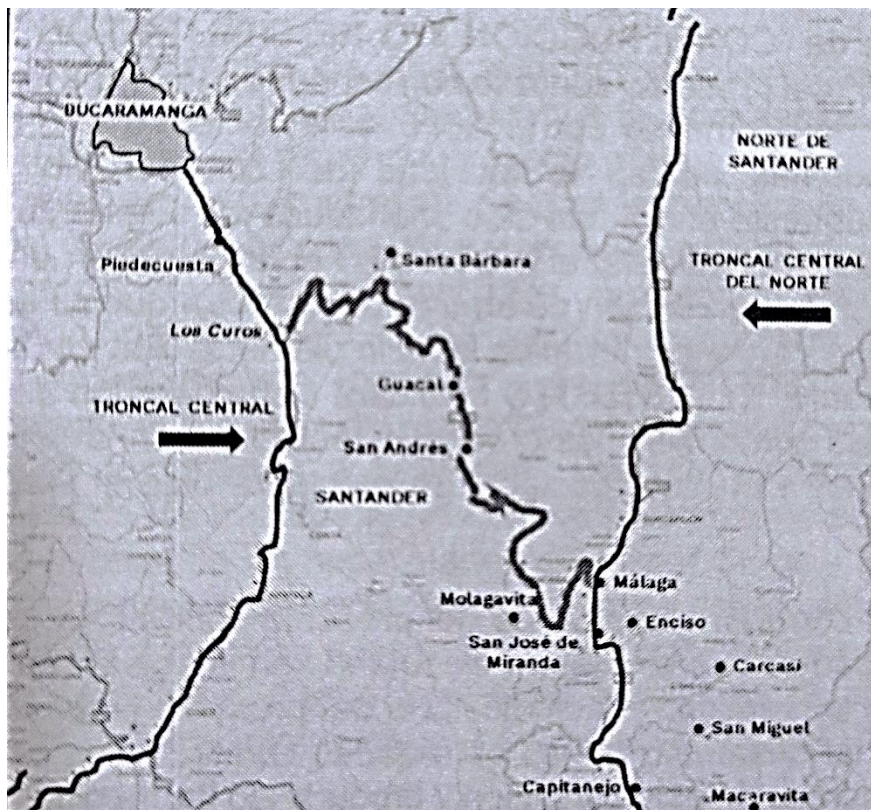 BUCARAMANGA
NORTE DE
SANTANDER
Piedecuesta
Santa Bárbara
TRONCAL CENTRAL
DEL NORTE
Los Curos
Guacal
TRONCAL CENTRAL
San Andrés
SANTANDER
Málaga
Molagavita
Enciso
San José de
Miranda
Carcasí
San Miguel
Capitanejo
Macaravita